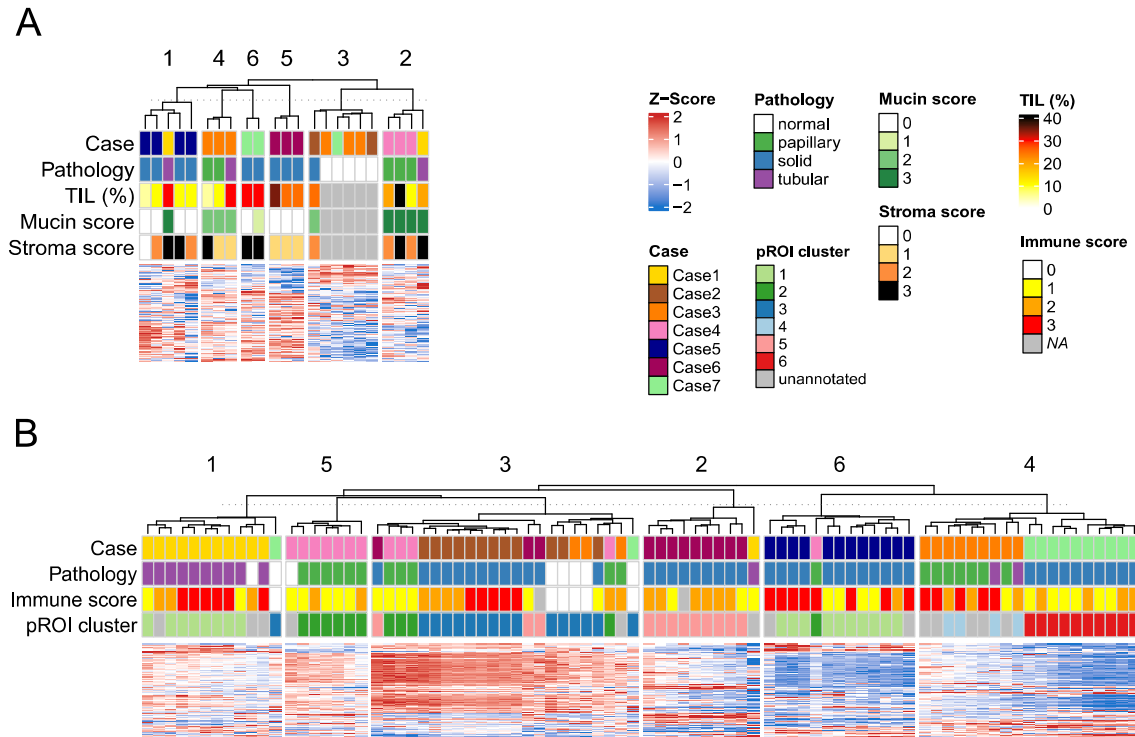 A
1 4 6 5 3 2
Case
Pathology
TIL (%)
Mucin score
Stroma score
Z−Score
2
1
0
−1
−2
Pathology
normal
papillary
solid
tubular
Mucin score
0
1
2
3
TIL (%)
40
30
20
10
0
Case
Case1
Case2
Case3
Case4
Case5
Case6
Case7
pROI cluster
1
2
3
4
5
6
unannotated
Stroma score
0
1
2
3
Immune score
0
1
2
3
NA
B
1 5 3 2 6 4
Case
Pathology
Immune score
pROI cluster